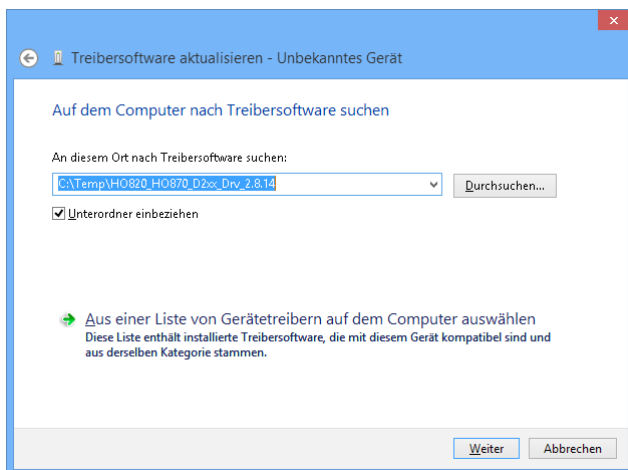 Treibersoftware aktualisieren - Unbekanntes Gerät
Auf dem Computer nach Treibersoftware suchen
An diesem Ort nach Treibersoftware suchen:
C:\Temp\HO820_HO870_D2xx_Drv_2.8.14
Durchsuchen...
Unterordner einbeziehen
Aus einer Liste von Gerätetreibern auf dem Computer auswählen
Diese Liste enthält installierte Treibersoftware, die mit diesem Gerät kompatibel sind und
aus derselben Kategorie stammen.
Weiter
Abbrechen